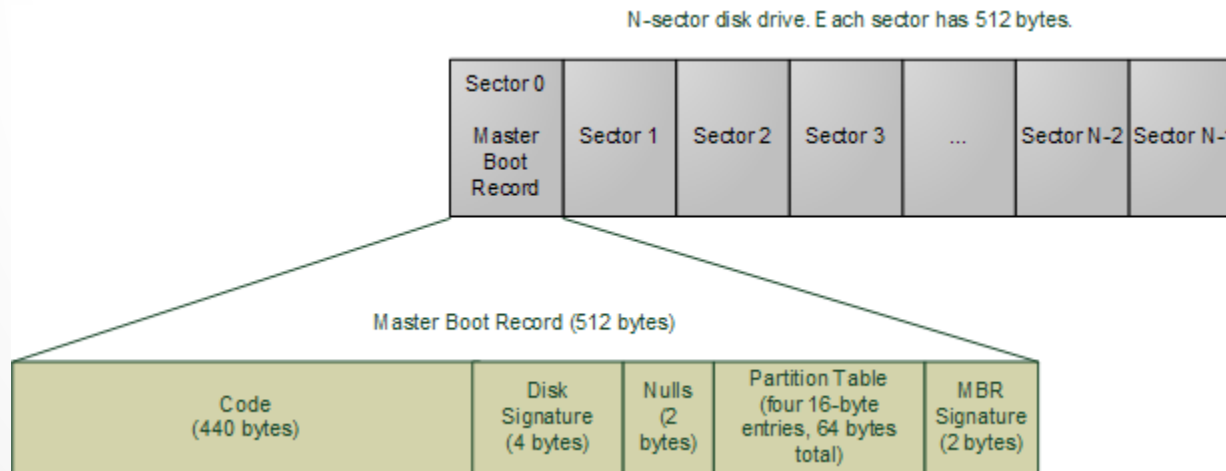 N-sector disk drive. Each sector has 512 bytes.
Sector 0
Master
Boot
Record
Sector 1
Sector 2
Sector 3
...
Sector N-2
Sector N-
Master Boot Record (512 bytes)
Code
(440 bytes)
Disk
Signature
(4 bytes)
Nulls
(2
bytes)
Partition Table
(four 16-byte
entries, 64 bytes
total)
MBR
Signature
(2 bytes)